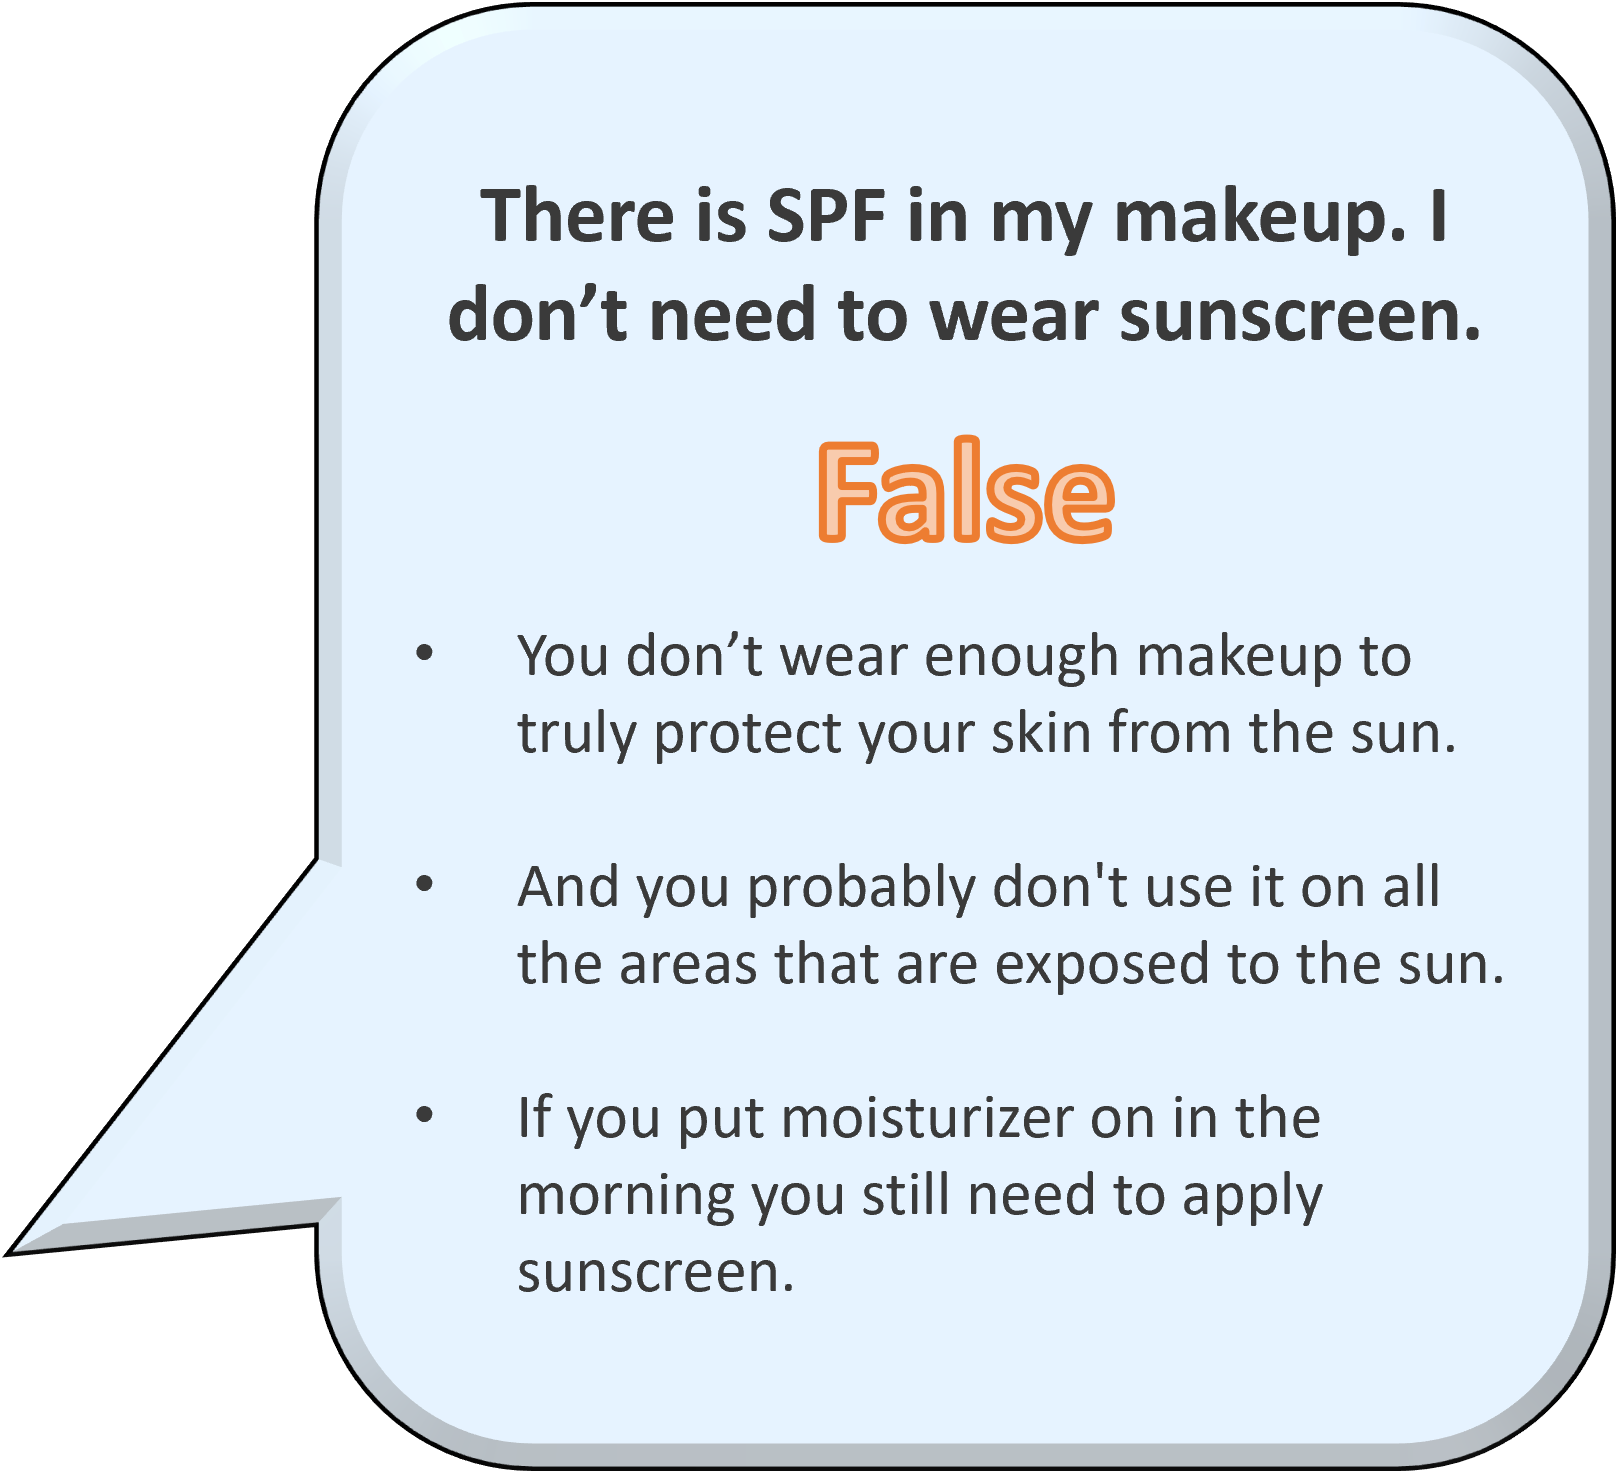 There is SPF in my makeup. I
don’t need to wear sunscreen.
False
• You don’t wear enough makeup to
truly protect your skin from the sun.
• And you probably don't use it on all
the areas that are exposed to the sun.
• If you put moisturizer on in the
morning you still need to apply
sunscreen.